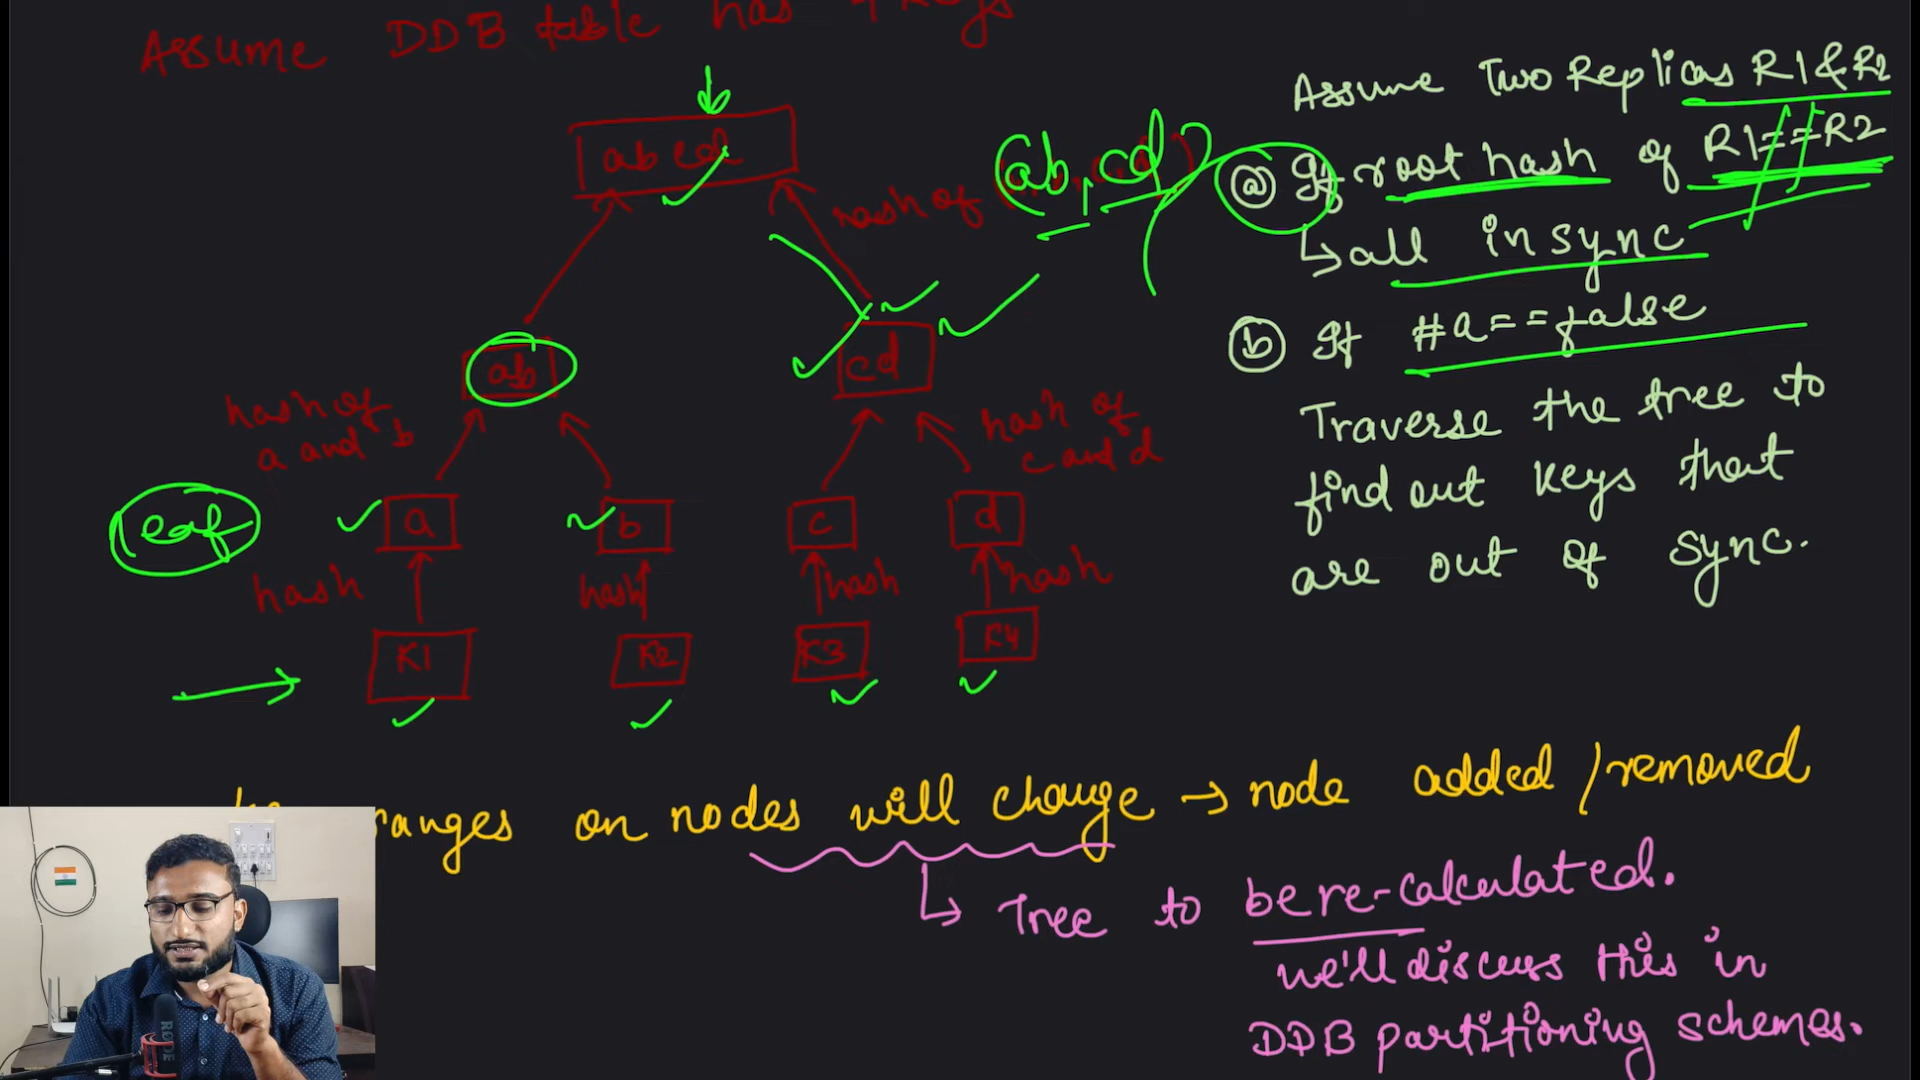 Assume DDB table has 4 keys
abcd
hash of
(ab, cd)
ab
cd
hash of
a and b
hash of
c and d
leaf
a
b
c
d
hash
hash
hash
hash
K1
K2
K3
K4
Assume Two Replicas R1 & R2
(a) If root hash of R1==R2
↳ all in sync
(b) If #a==false
Traverse the tree to
find out keys that
are out of sync.
ranges on nodes will change → node added/removed
↳ Tree to be re-calculated.
we'll discuss this in
DDB partitioning schemes.
RODE